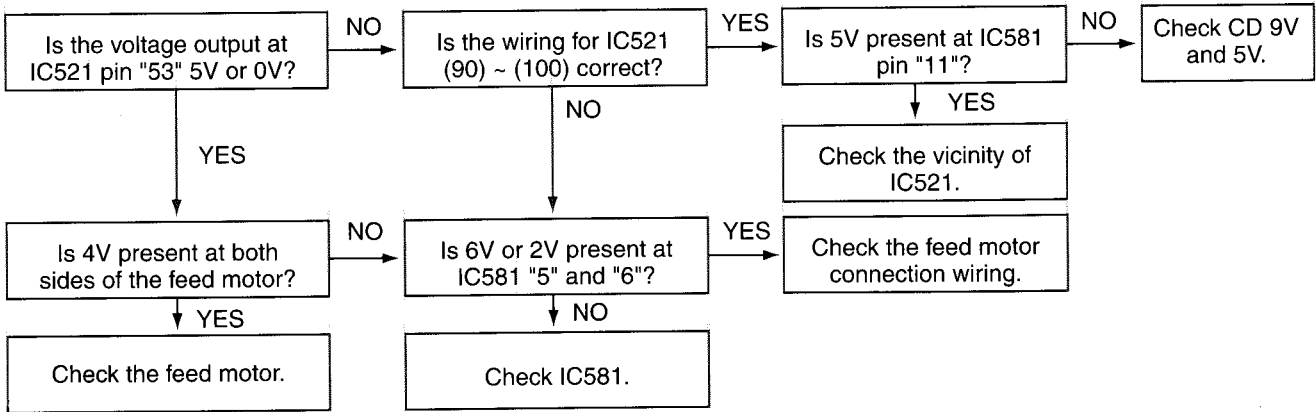 Is the voltage output at
IC521 pin "53" 5V or 0V?
NO
Is the wiring for IC521
(90) ~ (100) correct?
YES
Is 5V present at IC581
pin "11"?
NO
Check CD 9V
and 5V.
YES
NO
YES
Check the vicinity of
IC521.
Is 4V present at both
sides of the feed motor?
NO
Is 6V or 2V present at
IC581 "5" and "6"?
YES
Check the feed motor
connection wiring.
YES
NO
Check the feed motor.
Check IC581.